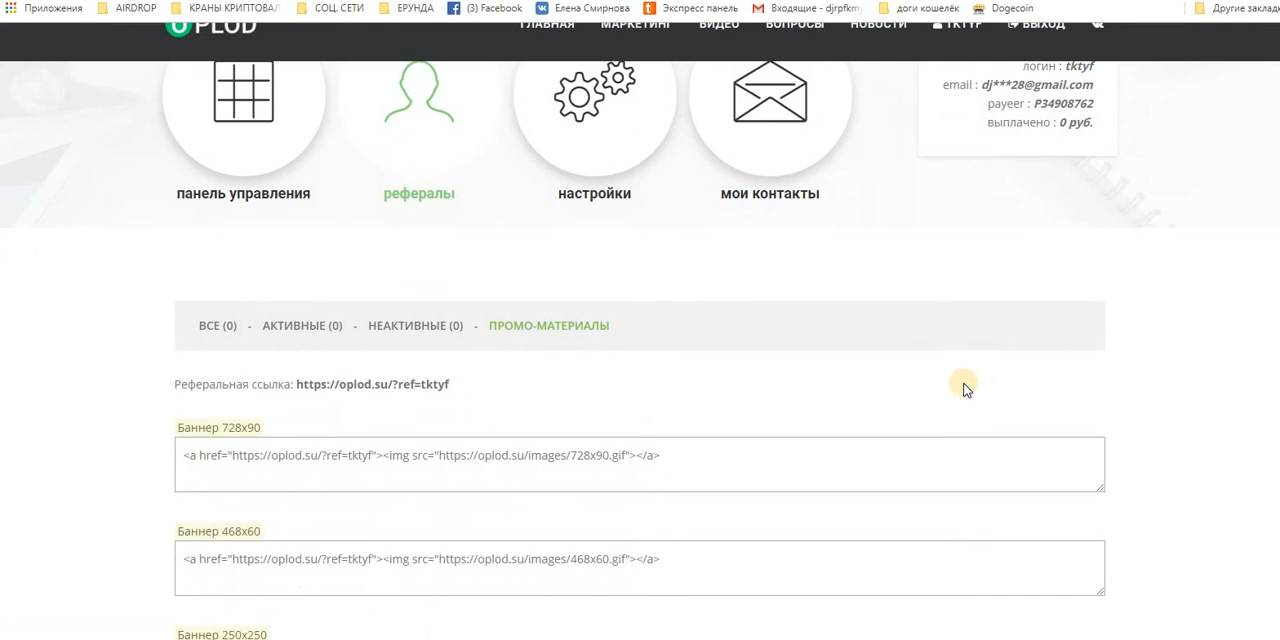 Приложения AIRDROP КРАНЫ КРИПТОВАЛ СОЦ. СЕТИ ЕРУНДА (3) Facebook Елена Смирнова Экспресс панель Входящие - djrpfkmy доги кошелёк Dogecoin Другие заклад
OPLOD ГЛАВНАЯ МАРКЕТИНГ ВИДЕО ВОПРОСЫ НОВОСТИ TKTYF ВЫХОД
логин : tktyf
email : dj***28@gmail.com
payeer : P34908762
выплачено : 0 руб.
панель управления рефералы настройки мои контакты
ВСЕ (0) - АКТИВНЫЕ (0) - НЕАКТИВНЫЕ (0) - ПРОМО-МАТЕРИАЛЫ
Реферальная ссылка: https://oplod.su/?ref=tktyf
Баннер 728x90
<a href="https://oplod.su/?ref=tktyf"><img src="https://oplod.su/images/728x90.gif"></a>
Баннер 468x60
<a href="https://oplod.su/?ref=tktyf"><img src="https://oplod.su/images/468x60.gif"></a>
Баннер 250x250